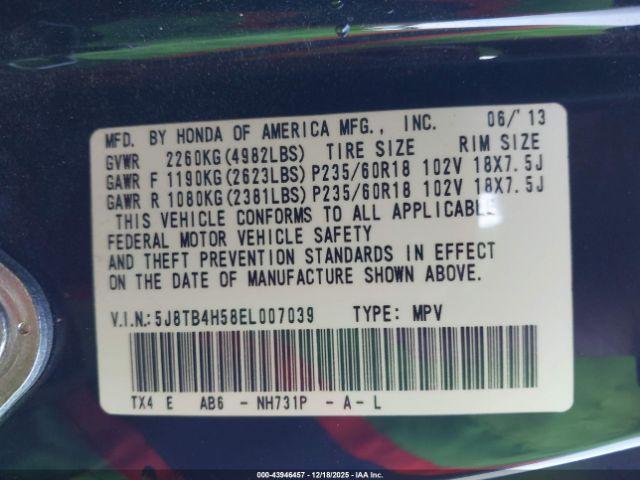 MFD. BY HONDA OF AMERICA MFG., INC. 06/'13
GVWR 2260KG(4982LBS) TIRE SIZE RIM SIZE
GAWR F 1190KG(2623LBS) P235/60R18 102V 18X7.5J
GAWR R 1080KG(2381LBS) P235/60R18 102V 18X7.5J
THIS VEHICLE CONFORMS TO ALL APPLICABLE
FEDERAL MOTOR VEHICLE SAFETY
AND THEFT PREVENTION STANDARDS IN EFFECT
ON THE DATE OF MANUFACTURE SHOWN ABOVE.
V.I.N.:5J8TB4H58EL007039 TYPE: MPV
TX4 E AB6 - NH731P - A - L
000-43946457 - 12/18/2025 - IAA Inc.